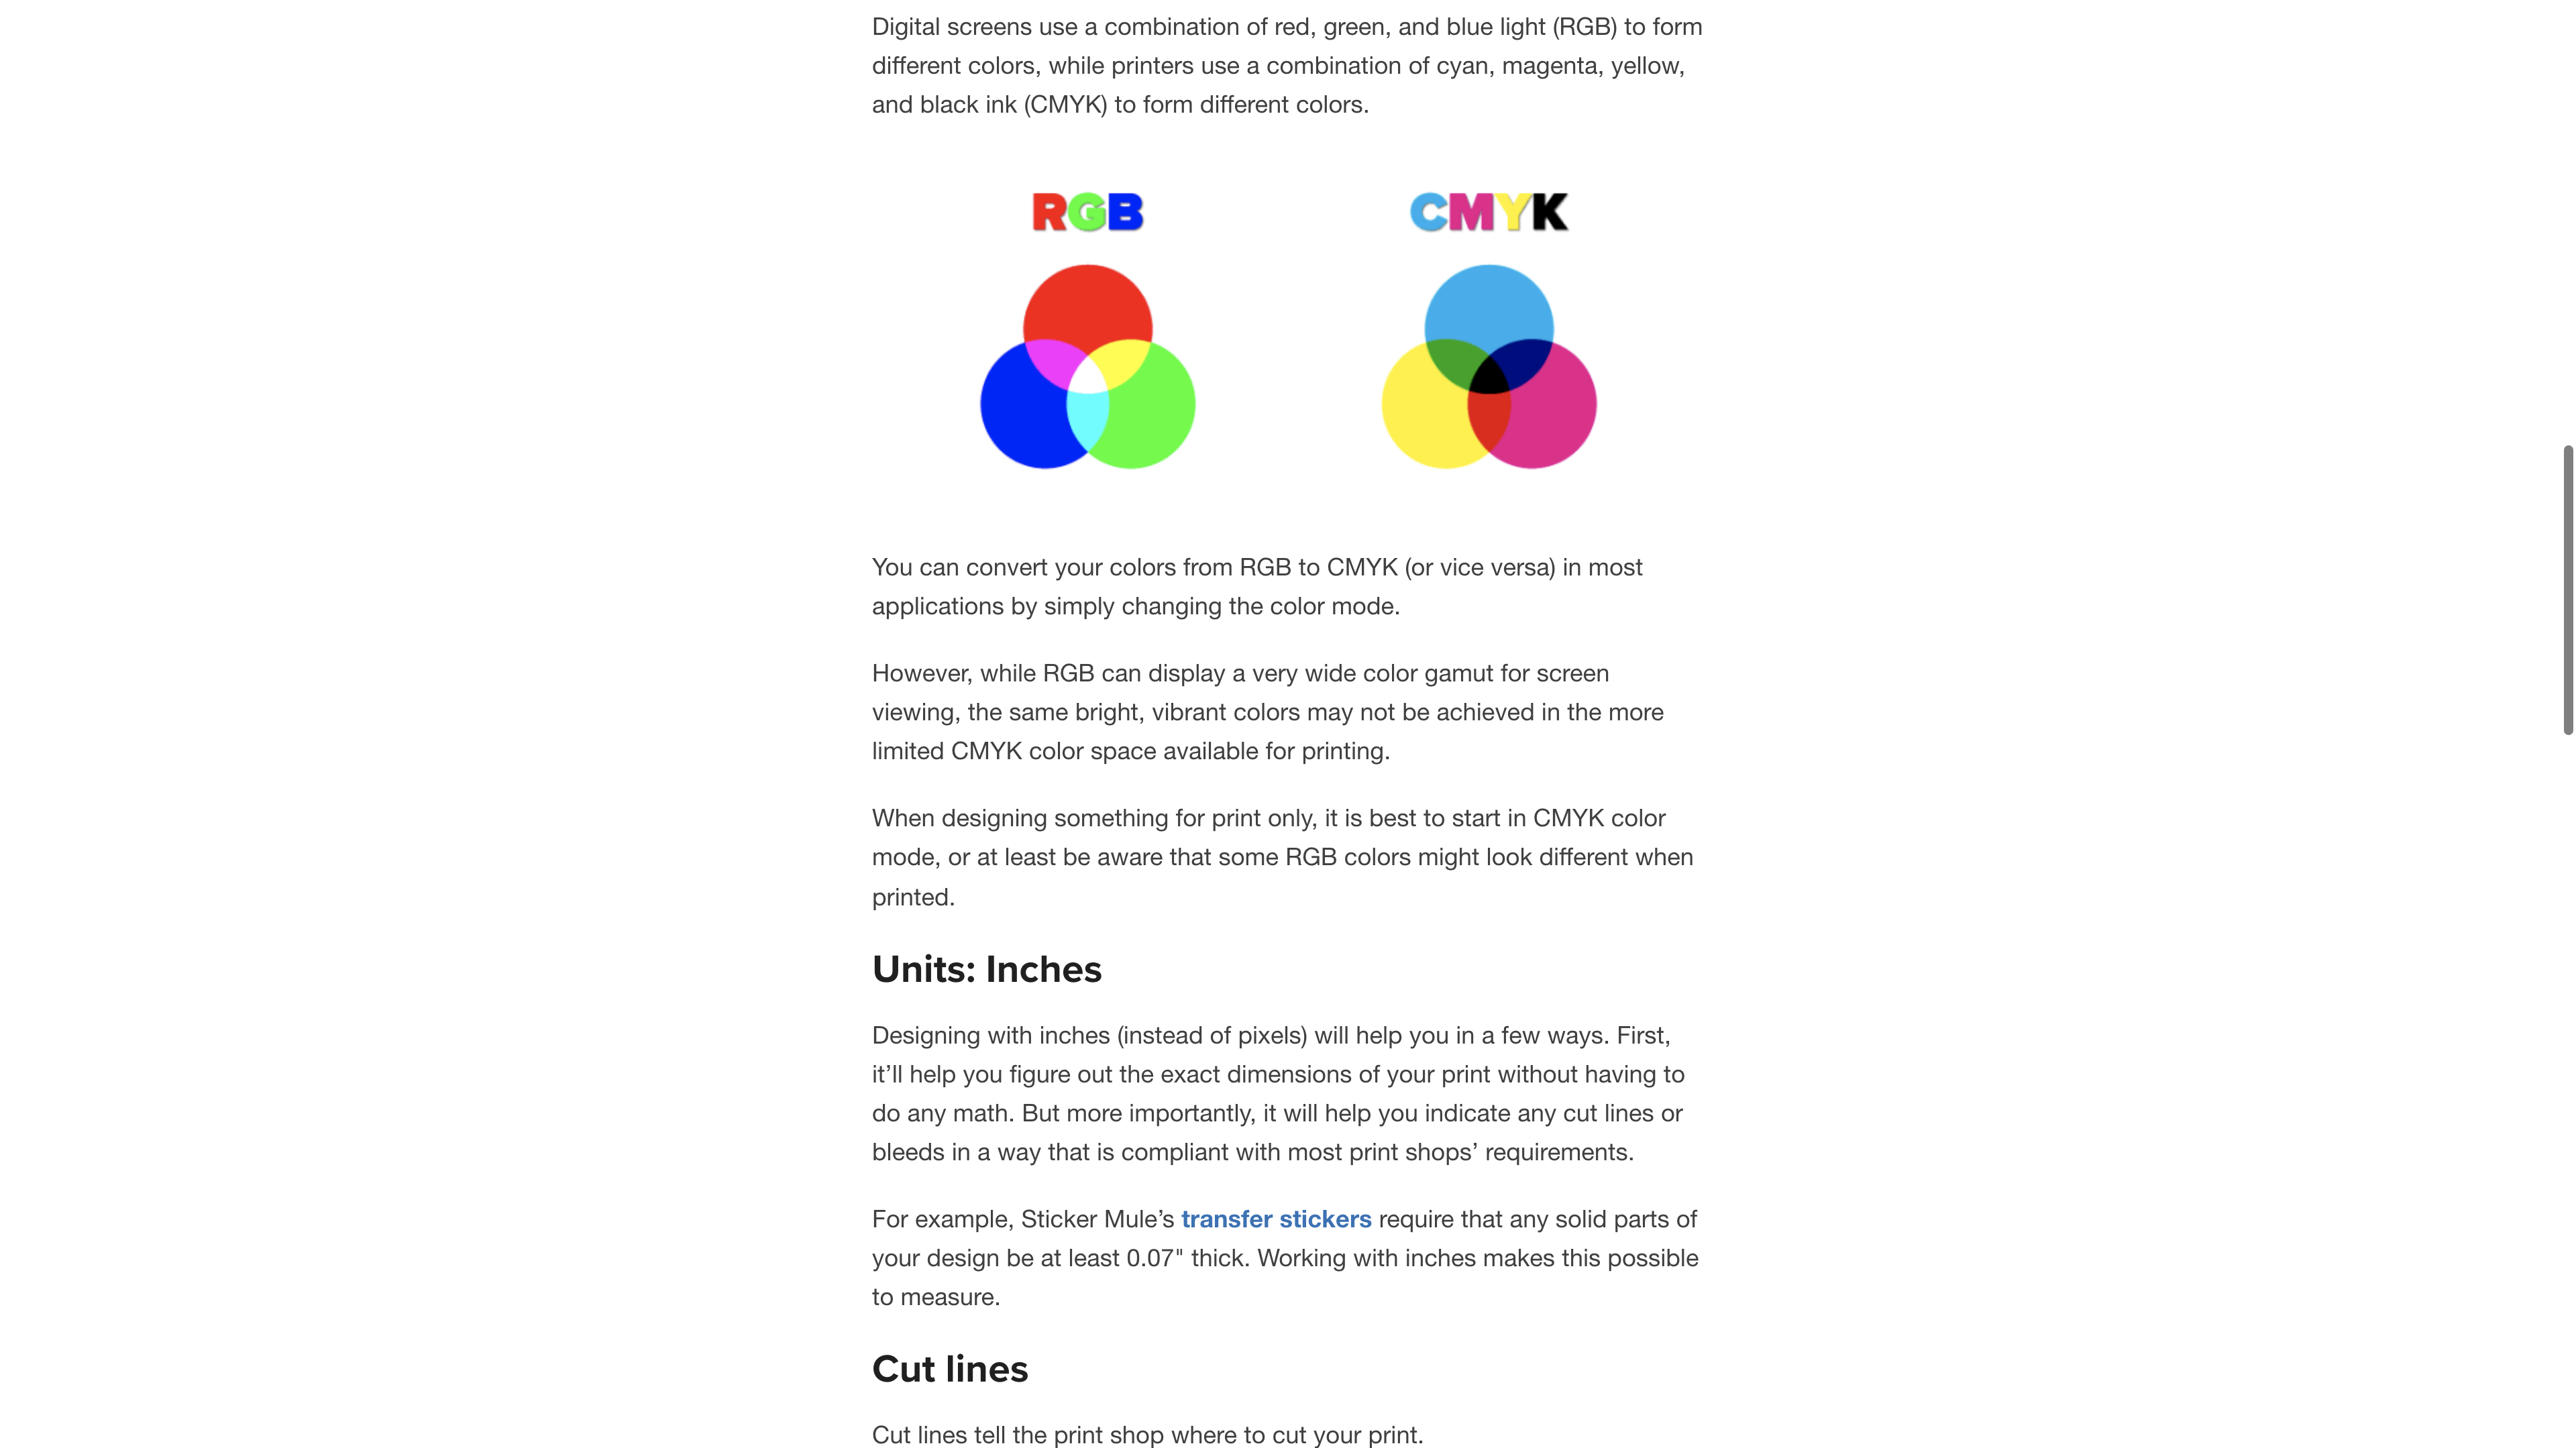 Digital screens use a combination of red, green, and blue light (RGB) to form
different colors, while printers use a combination of cyan, magenta, yellow,
and black ink (CMYK) to form different colors.
RGB
CMYK
You can convert your colors from RGB to CMYK (or vice versa) in most
applications by simply changing the color mode.
However, while RGB can display a very wide color gamut for screen
viewing, the same bright, vibrant colors may not be achieved in the more
limited CMYK color space available for printing.
When designing something for print only, it is best to start in CMYK color
mode, or at least be aware that some RGB colors might look different when
printed.
Units: Inches
Designing with inches (instead of pixels) will help you in a few ways. First,
it’ll help you figure out the exact dimensions of your print without having to
do any math. But more importantly, it will help you indicate any cut lines or
bleeds in a way that is compliant with most print shops’ requirements.
For example, Sticker Mule’s transfer stickers require that any solid parts of
your design be at least 0.07" thick. Working with inches makes this possible
to measure.
Cut lines
Cut lines tell the print shop where to cut your print.